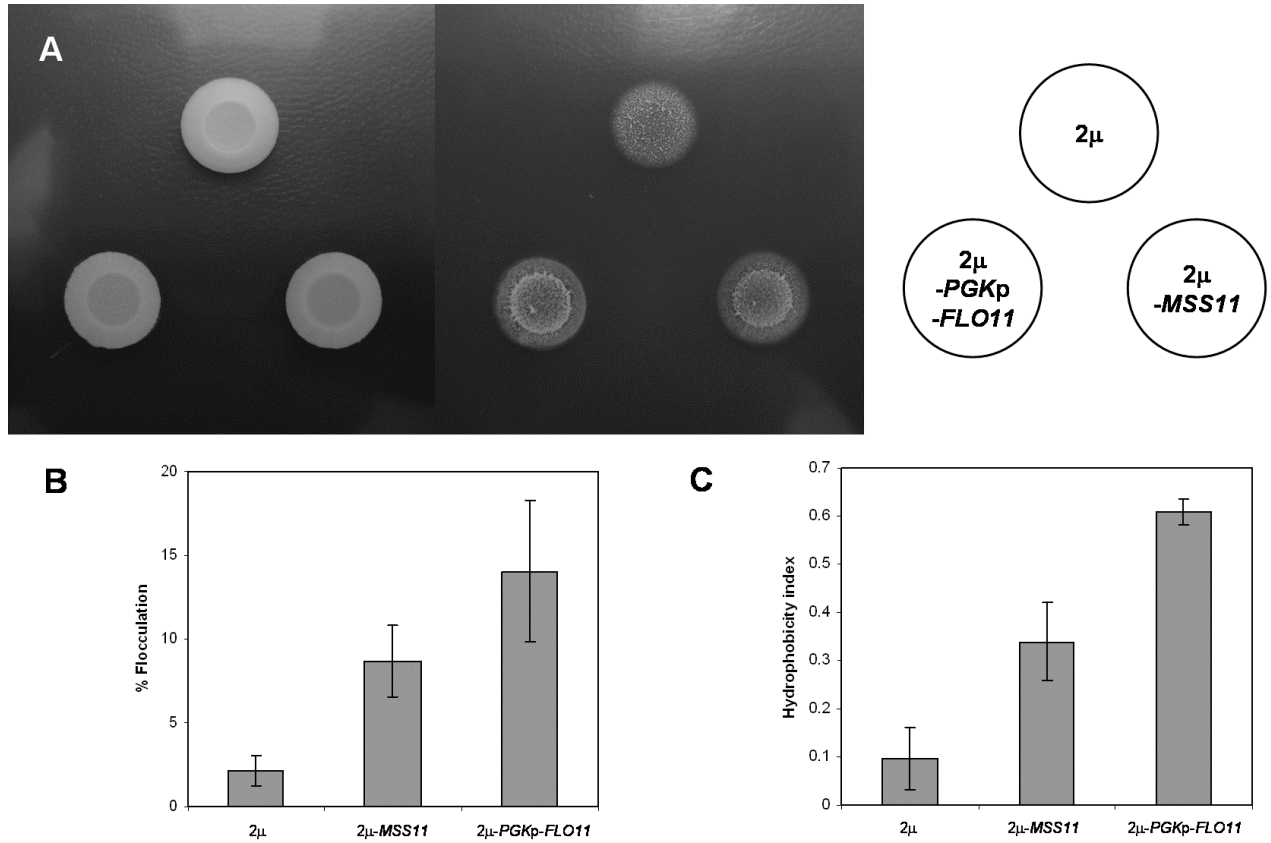 A
2μ
2μ
-PGKp
-FLO11
2μ
-MSS11
B
20
15
10
5
0
% Flocculation
2μ
2μ-MSS11
2μ-PGKp-FLO11
C
0.7
0.6
0.5
0.4
0.3
0.2
0.1
0
Hydrophobicity index
2μ
2μ-MSS11
2μ-PGKp-FLO11